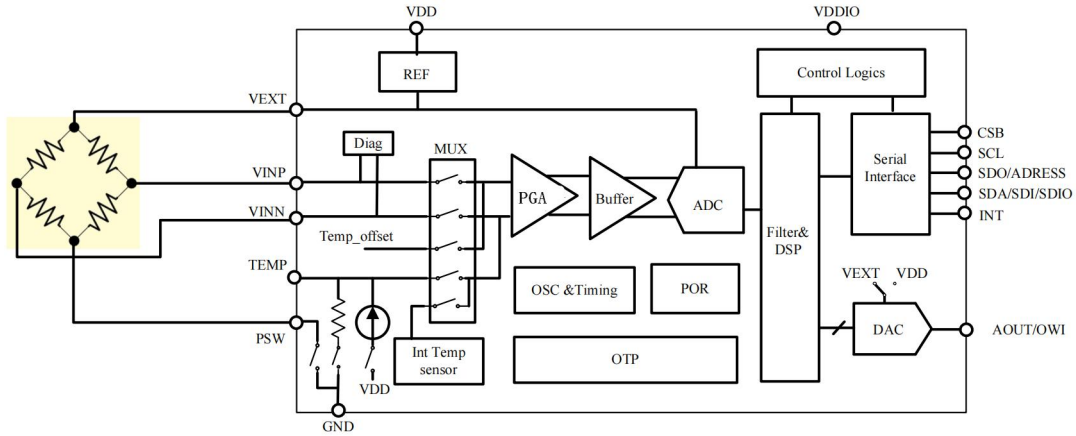 VDD
VDDIO
REF
Control Logics
VEXT
Diag
MUX
CSB
SCL
SDO/ADRESS
SDA/SDI/SDIO
INT
Serial
Interface
VINP
PGA
Buffer
ADC
VINN
Temp_offset
Filter&
DSP
TEMP
OSC &Timing
POR
VEXT
VDD
PSW
DAC
AOUT/OWI
Int Temp
sensor
OTP
VDD
GND